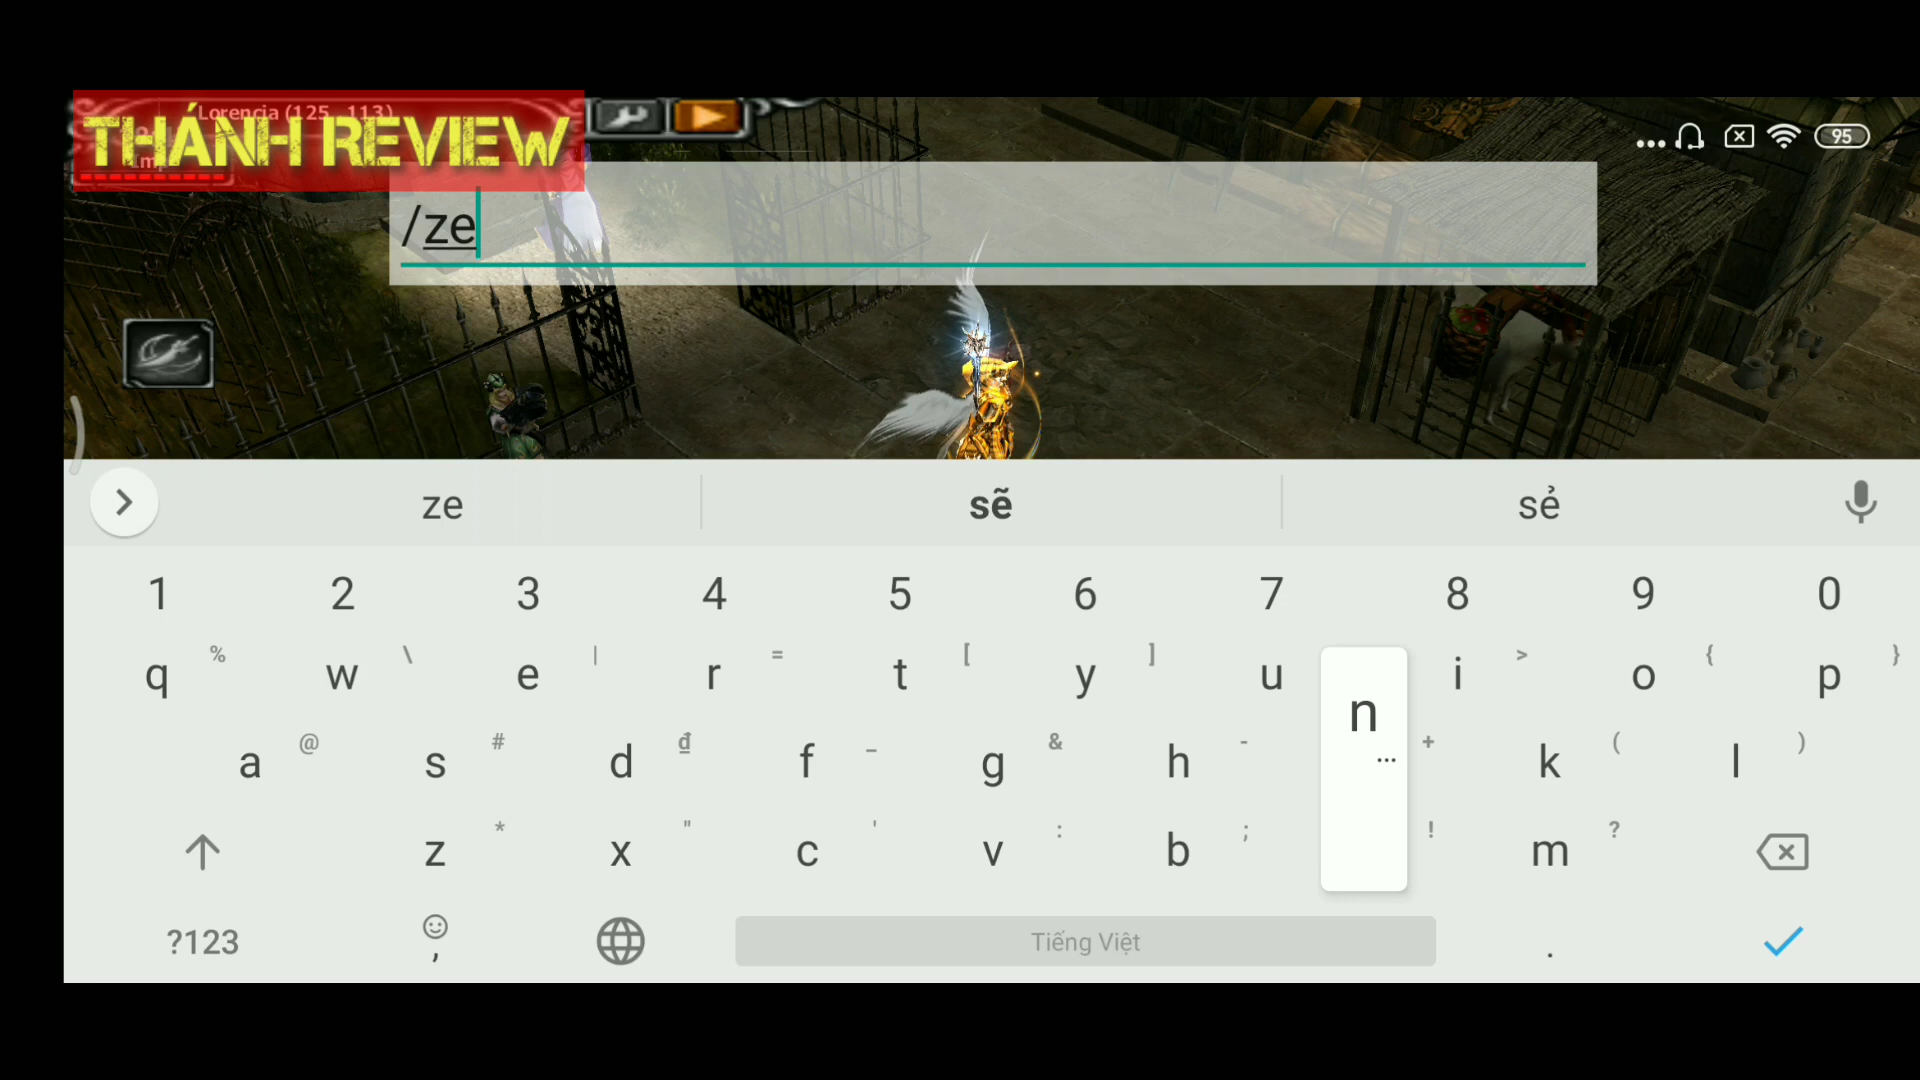 Lorencia (125, 113)
THÁNH REVIEW
95
/ze
ze
sẽ
sẻ
1 2 3 4 5 6 7 8 9 0
q % w \ e | r = t [ y ] u i > o { p }
a @ s # d ₫ f _ g & h - + k ( l )
n ...
z * x " c ' v : b ; ! m ?
?123 , Tiếng Việt .